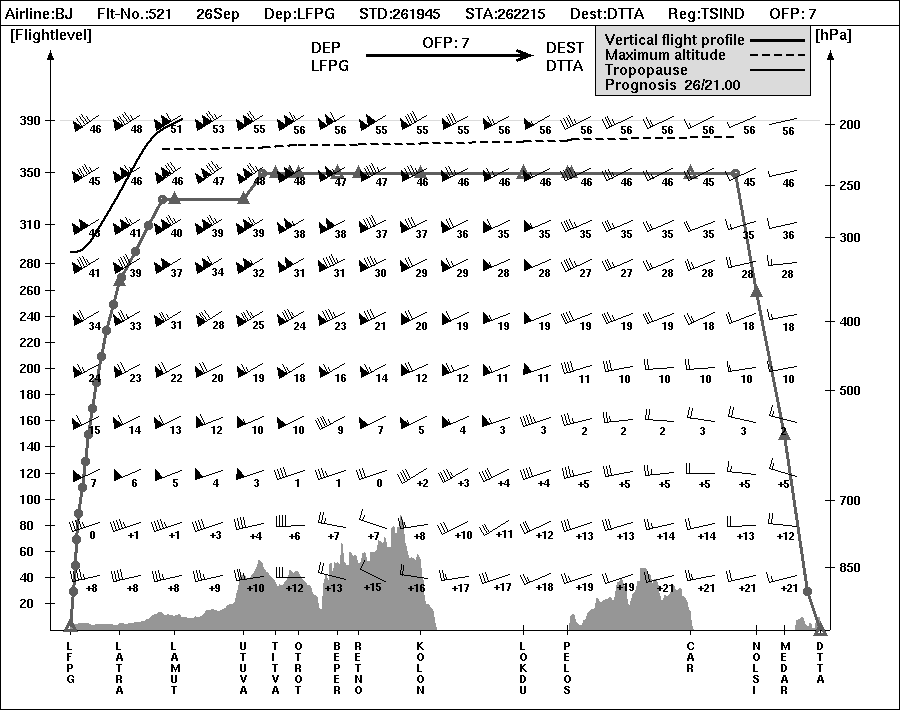 Airline:BJ Flt-No.:521 26Sep Dep:LFPG STD:261945 STA:262215 Dest:DTTA Reg:TSIND OFP: 7
[Flightlevel] [hPa]
OFP: 7
DEP DEST
LFPG DTTA
Vertical flight profile
Maximum altitude
Tropopause
Prognosis 26/21.00
390 46 48 51 53 55 56 56 55 55 55 56 56 56 56 56 56 56 56 200
350 45 46 46 47 48 48 47 47 46 46 46 46 46 46 46 45 45 46 250
310 43 41 40 39 39 38 38 37 37 36 35 35 35 35 35 35 35 36 300
280 41 39 37 34 32 31 31 30 29 29 28 28 27 27 28 28 28 28
260
240 34 33 31 28 25 24 23 21 20 19 19 19 19 19 19 18 18 18 400
220
200 24 23 22 20 19 18 16 14 12 12 11 11 11 10 10 10 10 10 500
180
160 15 14 13 12 10 10 9 7 5 4 3 3 2 2 2 3 3 2
140
120 7 6 5 4 3 1 1 0 +2 +3 +4 +4 +5 +5 +5 +5 +5 +5
100 700
80 0 +1 +1 +3 +4 +6 +7 +7 +8 +10 +11 +12 +13 +13 +14 +14 +13 +12
60
40 +8 +8 +8 +9 +10 +12 +13 +15 +16 +17 +17 +18 +19 +19 +21 +21 +21 +21 850
20
LFPG
LATRA
LAMUT
UTUVA
TITVA
OTROT
BEPER
RETNO
KOLON
LOKDU
PELOS
CAR
NOLSI
MEDAR
DTTA